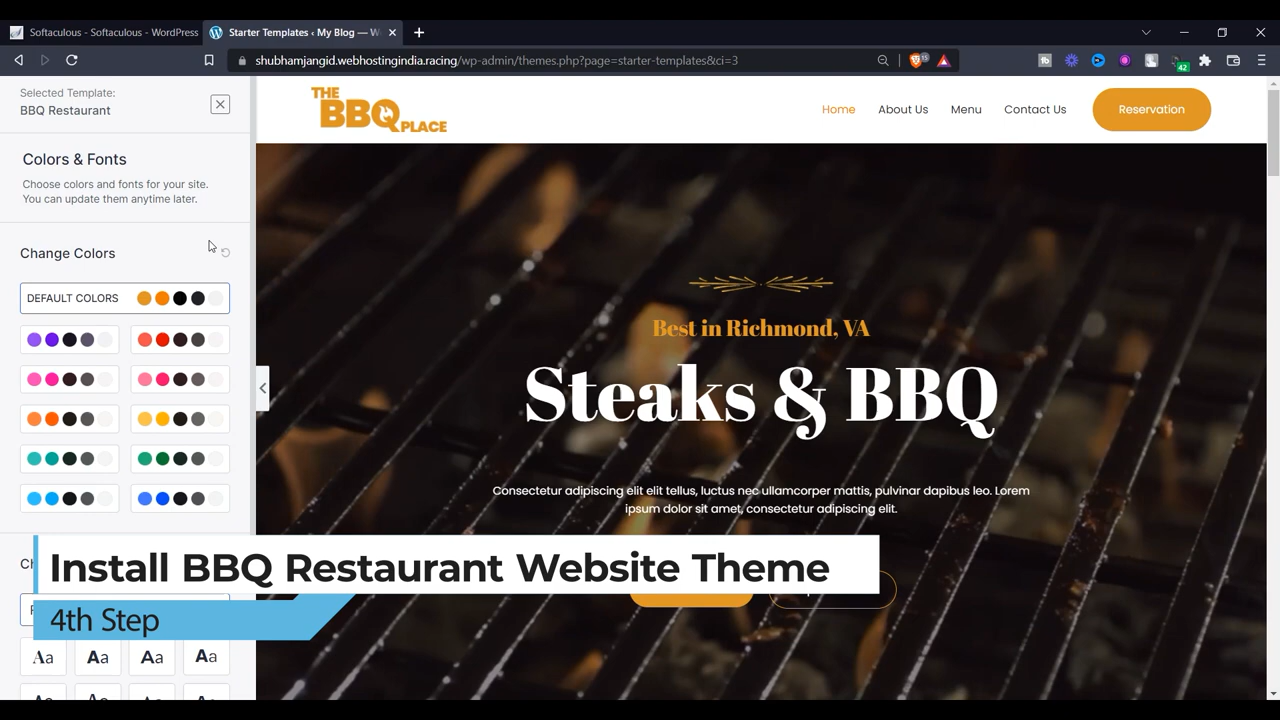 Softaculous - Softaculous - WordPress
Starter Templates ‹ My Blog — W
shubhamjangid.webhostingindia.racing/wp-admin/themes.php?page=starter-templates&ci=3
15
42
Selected Template:
BBQ Restaurant
Colors & Fonts
Choose colors and fonts for your site.
You can update them anytime later.
Change Colors
DEFAULT COLORS
Aa Aa Aa Aa
THE
BBQ PLACE
Home About Us Menu Contact Us Reservation
Best in Richmond, VA
Steaks & BBQ
Consectetur adipiscing elit elit tellus, luctus nec ullamcorper mattis, pulvinar dapibus leo. Lorem
ipsum dolor sit amet, consectetur adipiscing elit.
Install BBQ Restaurant Website Theme
4th Step